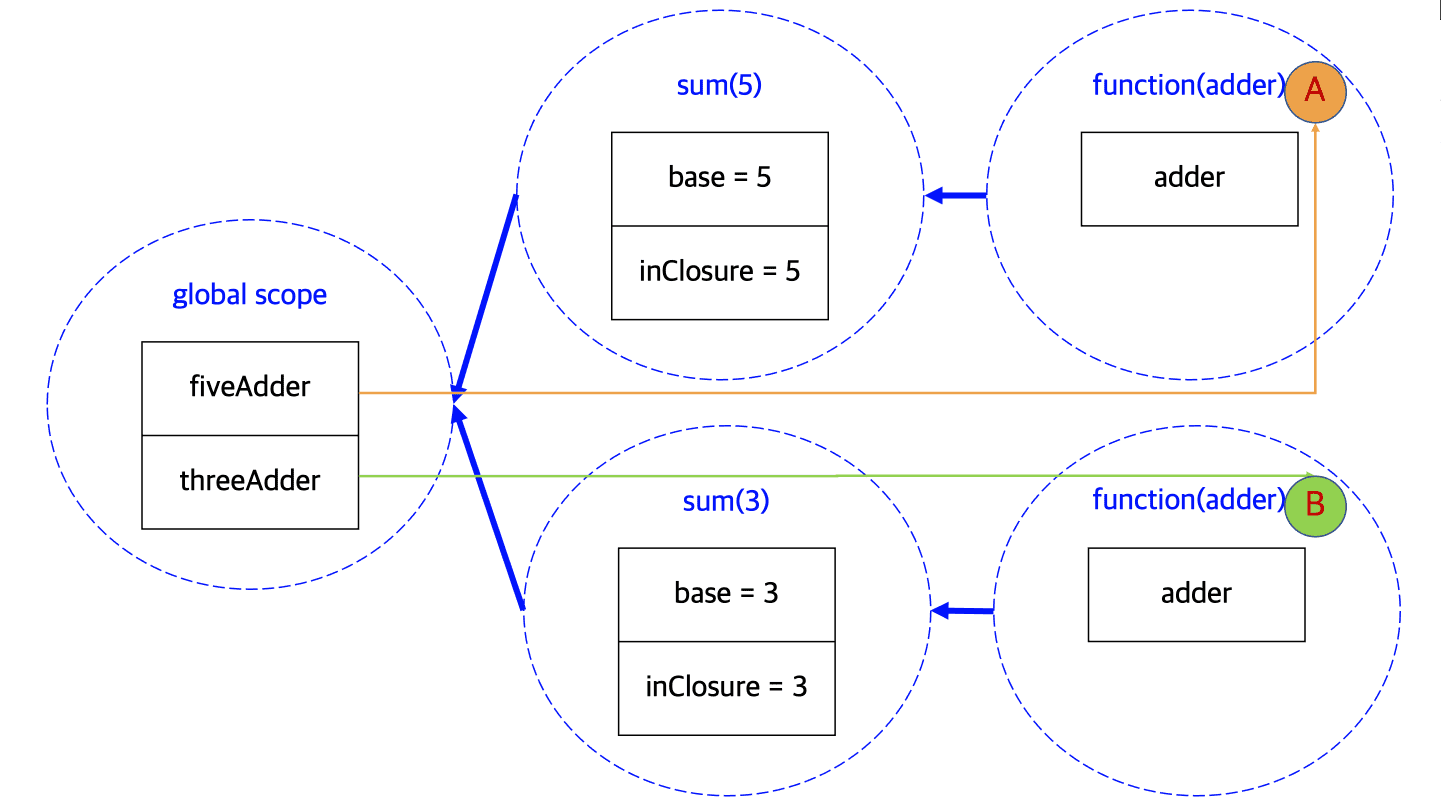 sum(5)
base = 5
inClosure = 5
function(adder)
A
adder
global scope
fiveAdder
threeAdder
sum(3)
base = 3
inClosure = 3
function(adder)
B
adder